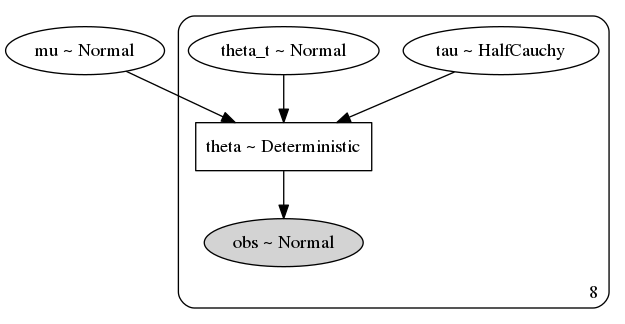 mu ~ Normal
theta_t ~ Normal
tau ~ HalfCauchy
theta ~ Deterministic
obs ~ Normal
8